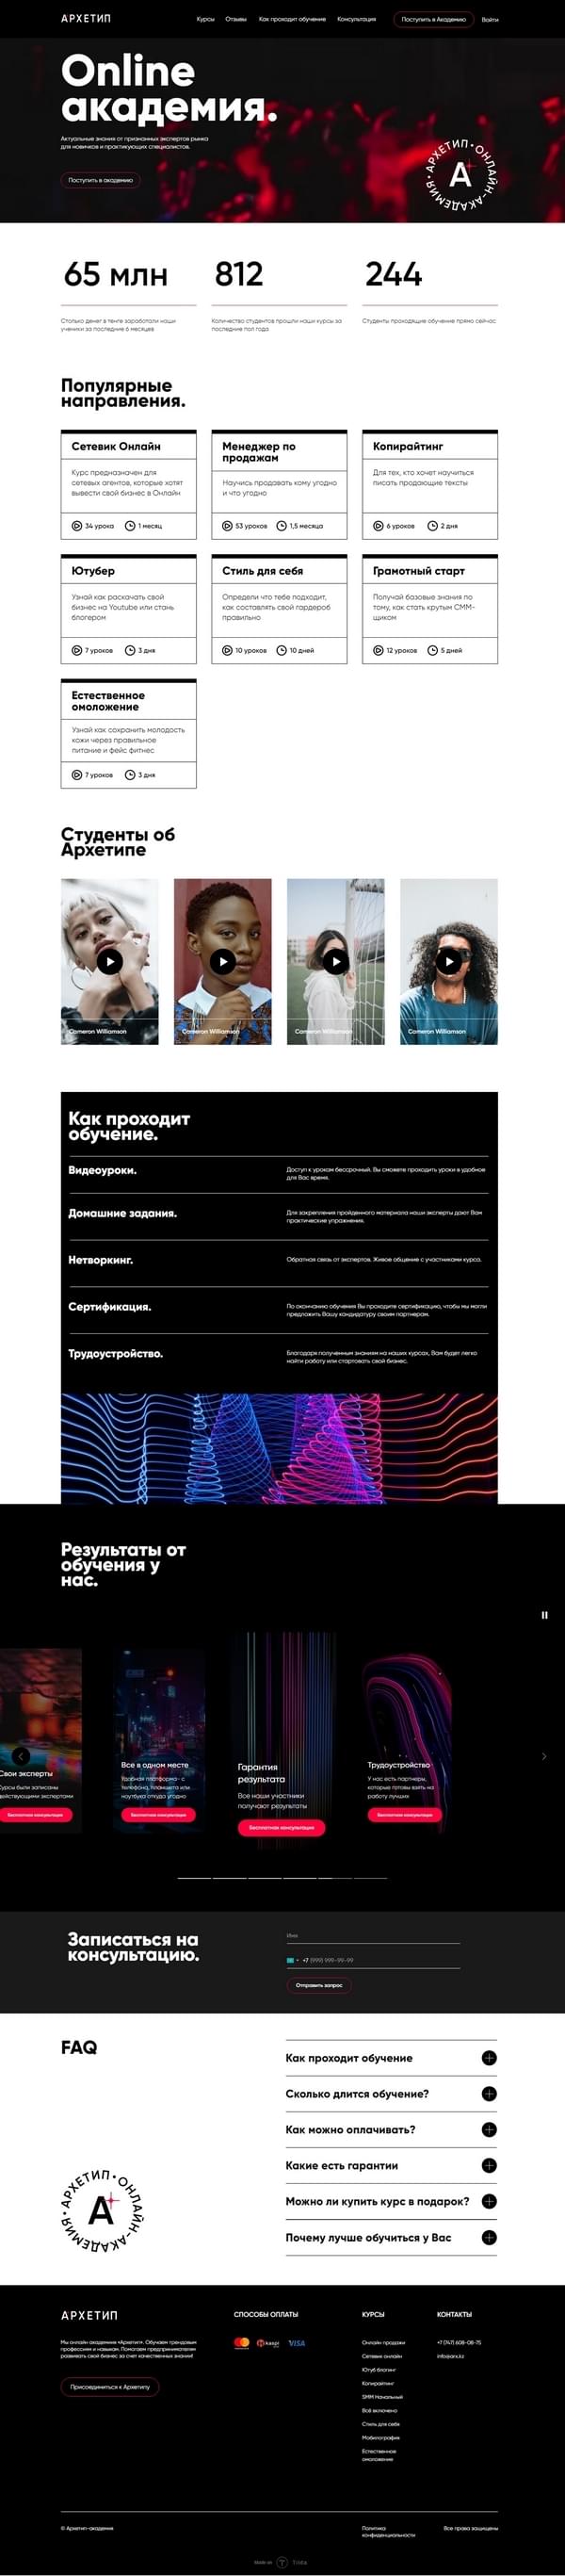 АРХЕТИП
Курсы Отзывы Как проходит обучение Консультация Поступить в Академию Войти
Online
академия.
Актуальные знания от признанных экспертов рынка
для новичков и практикующих специалистов.
Поступить в академию
АРХЕТИП • ОНЛАЙН-АКАДЕМИЯ •
А
65 млн 812 244
Столько денег в тенге заработали наши
ученики за последние 6 месяцев
Количество студентов прошли наши курсы за
последние пол года
Студенты проходящие обучение прямо сейчас
Популярные
направления.
Сетевик Онлайн
Курс предназначен для
сетевых агентов, которые хотят
вывести свой бизнес в Онлайн
34 урока 1 месяц
Менеджер по
продажам
Научись продавать кому угодно
и что угодно
53 уроков 1,5 месяца
Копирайтинг
Для тех, кто хочет научиться
писать продающие тексты
6 уроков 2 дня
Ютубер
Узнай как раскачать свой
бизнес на Youtube или стань
блогером
7 уроков 3 дня
Стиль для себя
Определи что тебе подходит,
как составлять свой гардероб
правильно
10 уроков 10 дней
Грамотный старт
Получай базовые знания по
тому, как стать крутым СММ-
щиком
12 уроков 5 дней
Естественное
омоложение
Узнай как сохранить молодость
кожи через правильное
питание и фейс фитнес
7 уроков 3 дня
Студенты об
Архетипе
Cameron Williamson
Cameron Williamson
Cameron Williamson
Cameron Williamson
Как проходит
обучение.
Видеоуроки.
Доступ к урокам бессрочный. Вы сможете проходить уроки в удобное
для Вас время.
Домашние задания.
Для закрепления пройденного материала наши эксперты дают Вам
практические упражнения.
Нетворкинг.
Обратная связь от экспертов. Живое общение с участниками курса.
Сертификация.
По окончанию обучения Вы проходите сертификацию, чтобы мы могли
предложить Вашу кандидатуру своим партнерам.
Трудоустройство.
Благодаря полученным знаниям на наших курсах, Вам будет легко
найти работу или стартовать свой бизнес.
Результаты от
обучения у
нас.
Свои эксперты
Курсы были записаны
действующими экспертами
Бесплатная консультация
Все в одном месте
Удобная платформа - с
телефона, планшета или
ноутбука откуда угодно
Бесплатная консультация
Гарантия
результата
Все наши участники
получают результаты
Бесплатная консультация
Трудоустройство
У нас есть партнеры,
которые готовы взять на
работу лучших
Бесплатная консультация
Записаться на
консультацию.
Имя
+7 (999) 999-99-99
Отправить запрос
FAQ
Как проходит обучение
Сколько длится обучение?
Как можно оплачивать?
Какие есть гарантии
Можно ли купить курс в подарок?
Почему лучше обучиться у Вас
АРХЕТИП • ОНЛАЙН-АКАДЕМИЯ •
А
АРХЕТИП
Мы онлайн академия «Архетип». Обучаем трендовым
профессиям и навыкам. Помогаем предпринимателям
развивать свой бизнес за счет качественных знаний!
Присоединиться к Архетипу
СПОСОБЫ ОПЛАТЫ
kaspi
VISA
КУРСЫ
Онлайн продажи
Сетевик онлайн
Ютуб блогинг
Копирайтинг
SMM Начальный
Всё включено
Стиль для себя
Мобилография
Естественное
омоложение
КОНТАКТЫ
+7 (747) 608-08-75
info@arx.kz
© Архетип-академия
Политика
конфиденциальности
Все права защищены
Made on Tilda